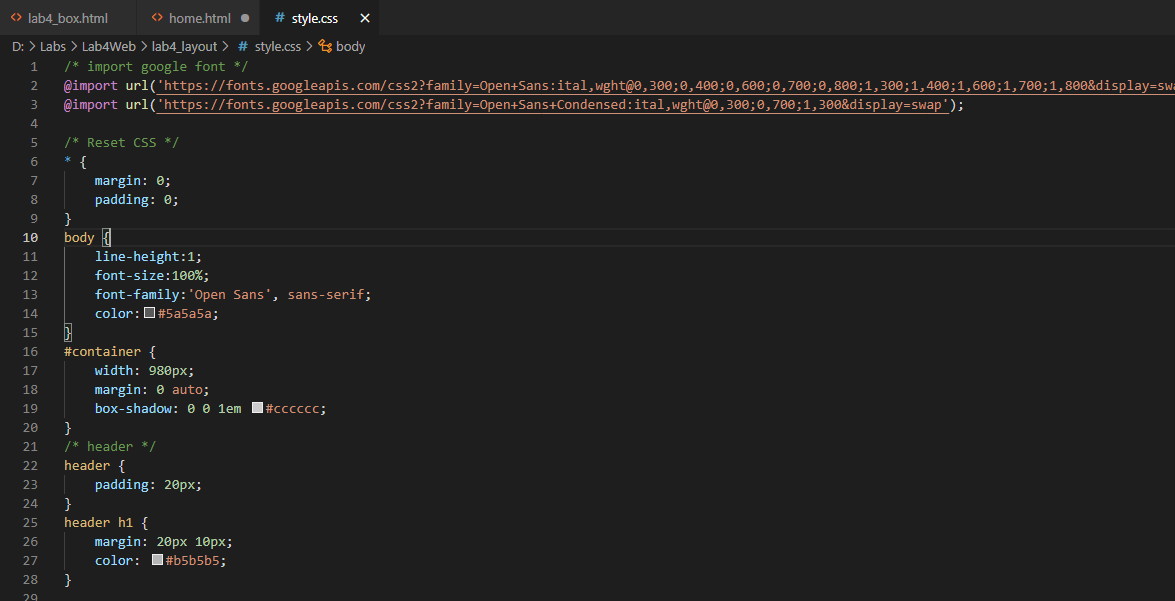 lab4_box.html home.html style.css
D: > Labs > Lab4Web > lab4_layout > # style.css > body
1 /* import google font */
2 @import url('https://fonts.googleapis.com/css2?family=Open+Sans:ital,wght@0,300;0,400;0,600;0,700;0,800;1,300;1,400;1,600;1,700;1,800&display=swa
3 @import url('https://fonts.googleapis.com/css2?family=Open+Sans+Condensed:ital,wght@0,300;0,700;1,300&display=swap');
4
5 /* Reset CSS */
6 * {
7 margin: 0;
8 padding: 0;
9 }
10 body {
11 line-height:1;
12 font-size:100%;
13 font-family:'Open Sans', sans-serif;
14 color:#5a5a5a;
15 }
16 #container {
17 width: 980px;
18 margin: 0 auto;
19 box-shadow: 0 0 1em #cccccc;
20 }
21 /* header */
22 header {
23 padding: 20px;
24 }
25 header h1 {
26 margin: 20px 10px;
27 color: #b5b5b5;
28 }
29